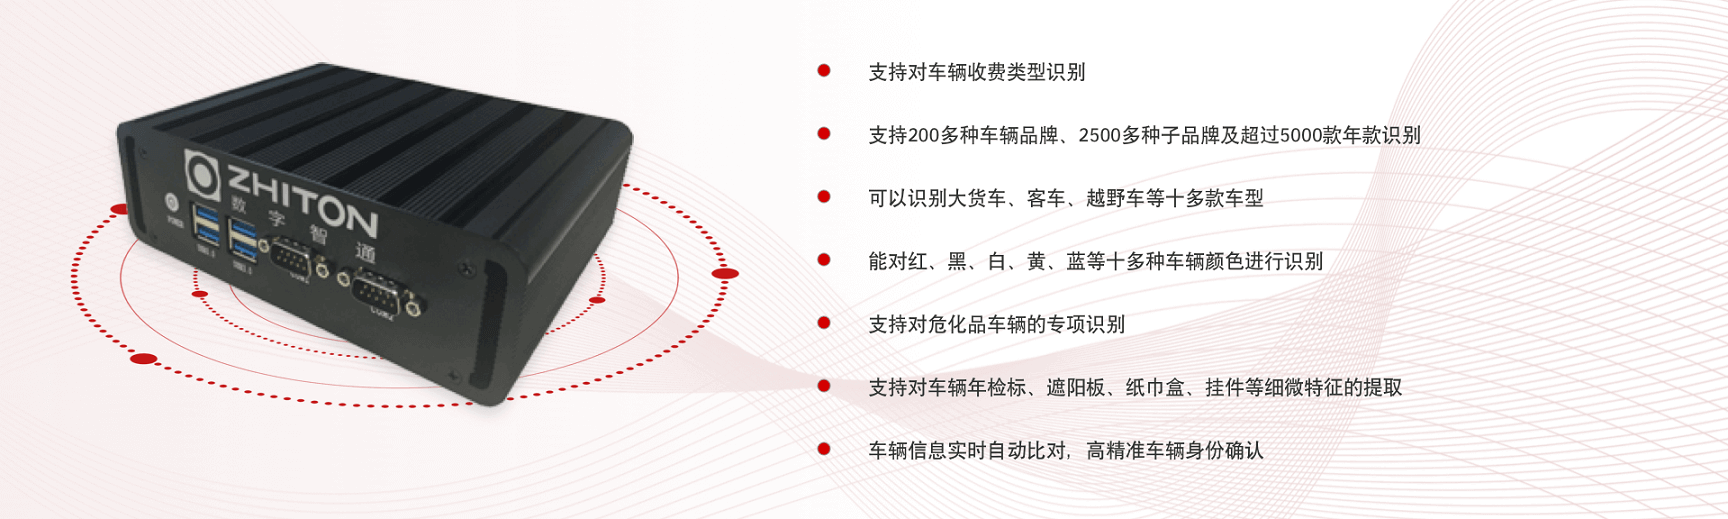 ZHITON
数字智通
POWER
支持对车辆收费类型识别
支持200多种车辆品牌、2500多种子品牌及超过5000款年款识别
可以识别大货车、客车、越野车等十多款车型
能对红、黑、白、黄、蓝等十多种车辆颜色进行识别
支持对危化品车辆的专项识别
支持对车辆年检标、遮阳板、纸巾盒、挂件等细微特征的提取
车辆信息实时自动比对，高精准车辆身份确认